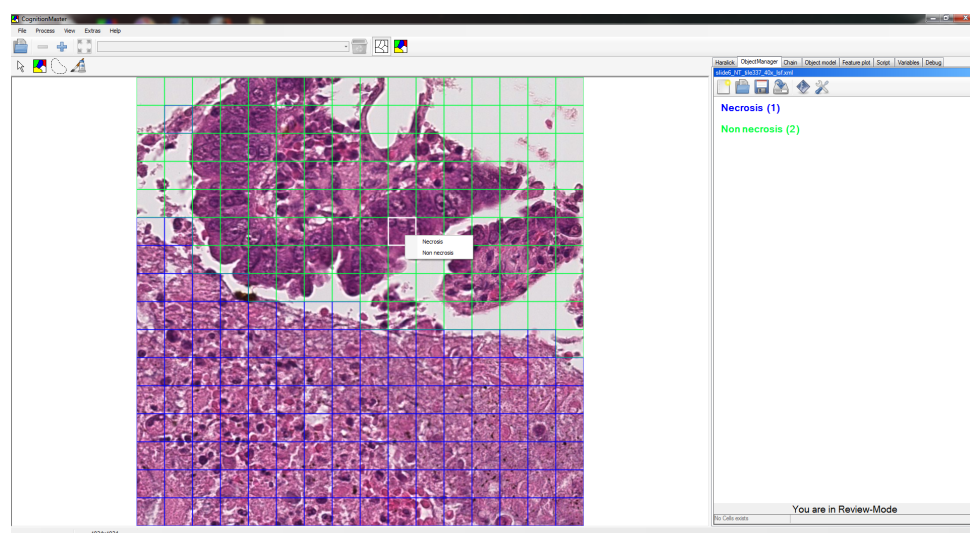 CognitionMaster
File Process View Extras Help
Haralick ObjectManager Chain Object model Feature plot Script Variables Debug
slide6_NT_tile337_40x_lsf.xml
Necrosis (1)
Non necrosis (2)
Necrosis
Non necrosis
You are in Review-Mode
No Cells exists